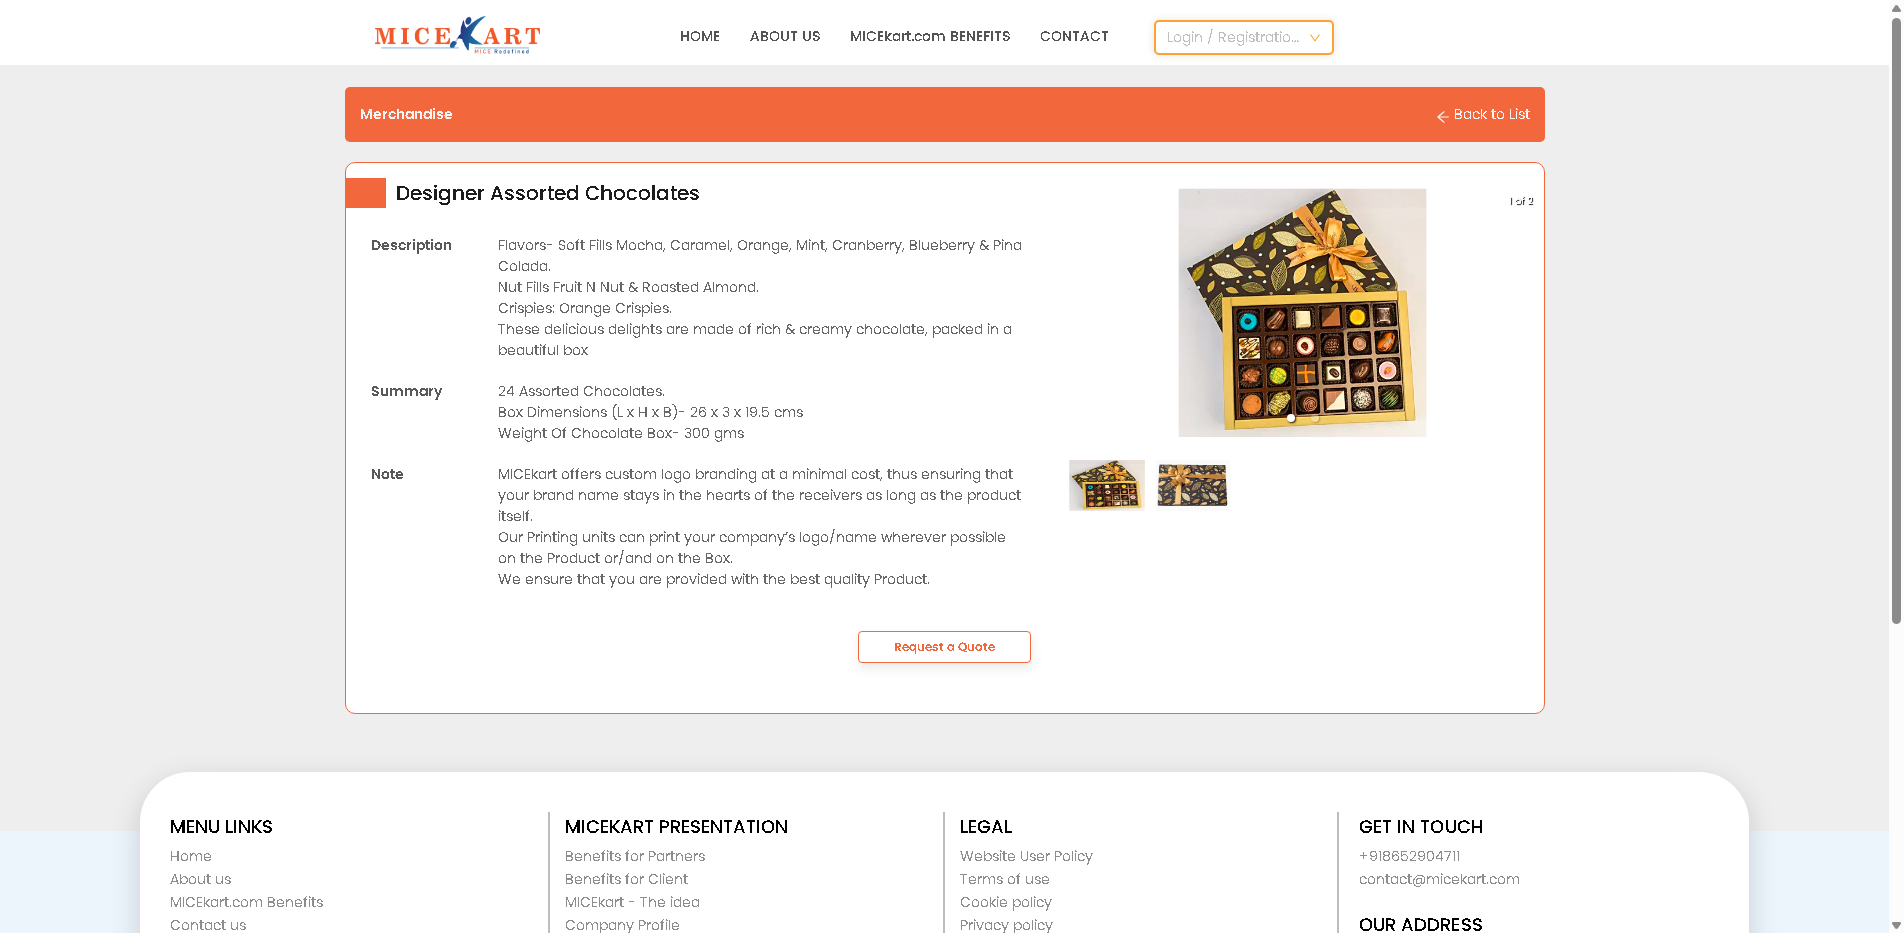 MICEKART
MICE Redefined
HOME
ABOUT US
MICEkart.com BENEFITS
CONTACT
Login / Registratio...
Merchandise
Back to List
Designer Assorted Chocolates
1 of 2
Description
Flavors- Soft Fills Mocha, Caramel, Orange, Mint, Cranberry, Blueberry & Pina
Colada.
Nut Fills Fruit N Nut & Roasted Almond.
Crispies: Orange Crispies.
These delicious delights are made of rich & creamy chocolate, packed in a
beautiful box
Summary
24 Assorted Chocolates.
Box Dimensions (L x H x B)- 26 x 3 x 19.5 cms
Weight Of Chocolate Box- 300 gms
Note
MICEkart offers custom logo branding at a minimal cost, thus ensuring that
your brand name stays in the hearts of the receivers as long as the product
itself.
Our Printing units can print your company's logo/name wherever possible
on the Product or/and on the Box.
We ensure that you are provided with the best quality Product.
Request a Quote
MENU LINKS
Home
About us
MICEkart.com Benefits
Contact us
MICEKART PRESENTATION
Benefits for Partners
Benefits for Client
MICEkart - The idea
Company Profile
LEGAL
Website User Policy
Terms of use
Cookie policy
Privacy policy
GET IN TOUCH
+918652904711
contact@micekart.com
OUR ADDRESS